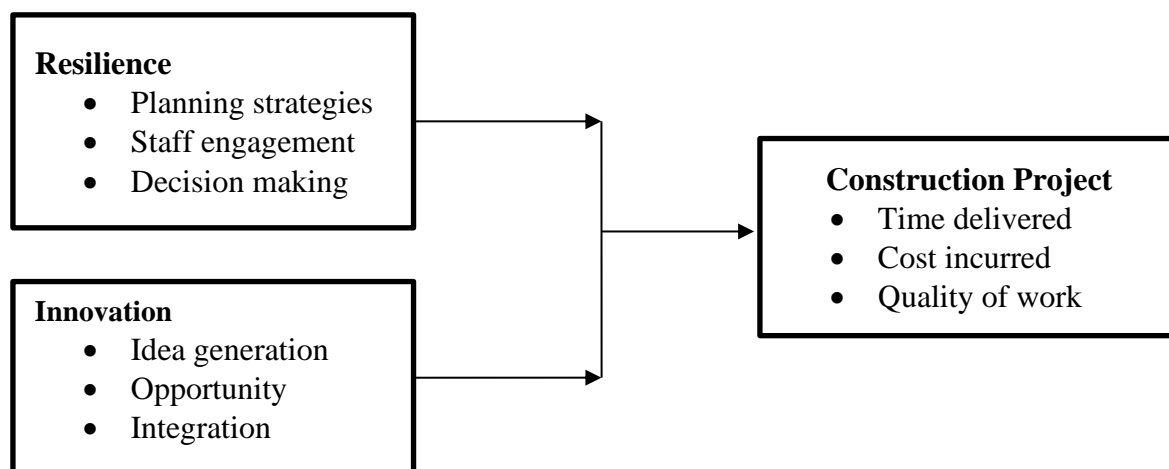 Resilience
• Planning strategies
• Staff engagement
• Decision making
Innovation
• Idea generation
• Opportunity
• Integration
Construction Project
• Time delivered
• Cost incurred
• Quality of work